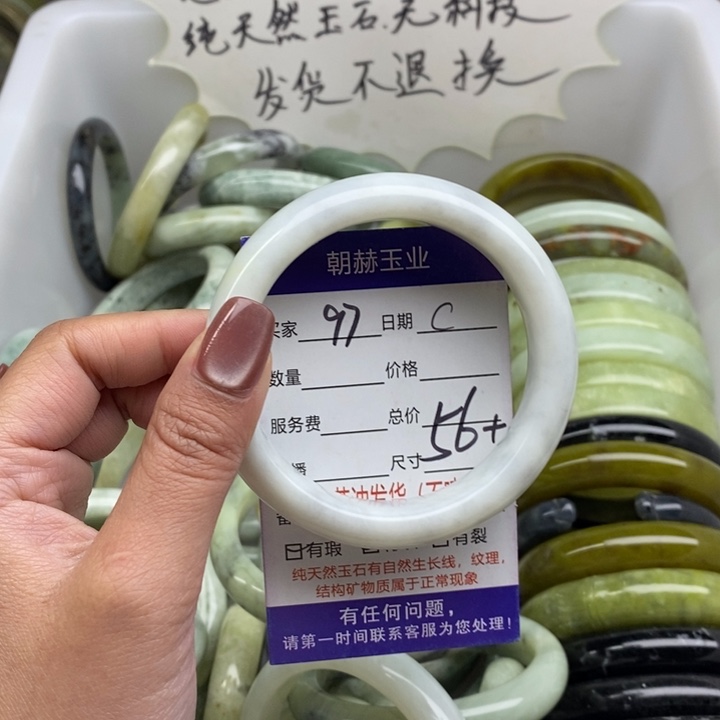 纯天然玉石.无科技
发货不退换
朝赫玉业
买家 97 日期 C
数量 价格
服务费 总价
播 尺寸 56+
有瑕 有裂
纯天然玉石有自然生长线，纹理，
结构矿物质属于正常现象
有任何问题，
请第一时间联系客服为您处理！